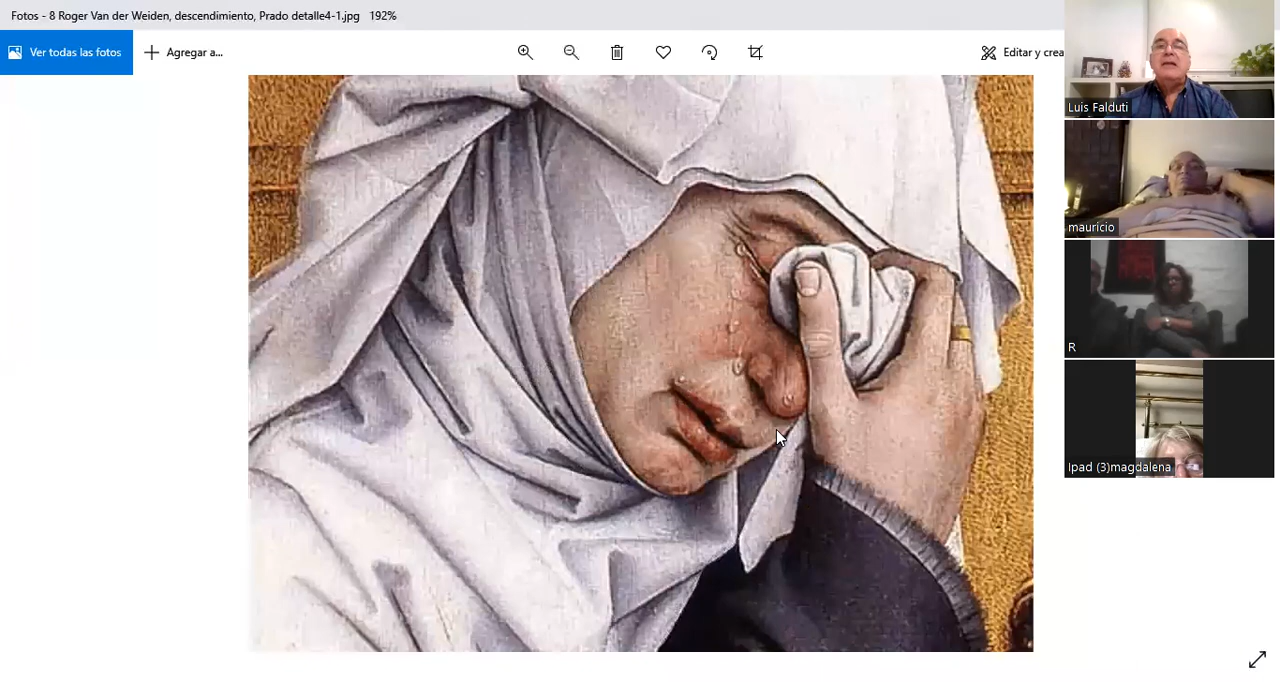 Fotos - 8 Roger Van der Weiden, descendimiento, Prado detalle4-1.jpg 192%
Ver todas las fotos
Agregar a...
Editar y crea
Luis Falduti
mauricio
R
Ipad (3)magdalena